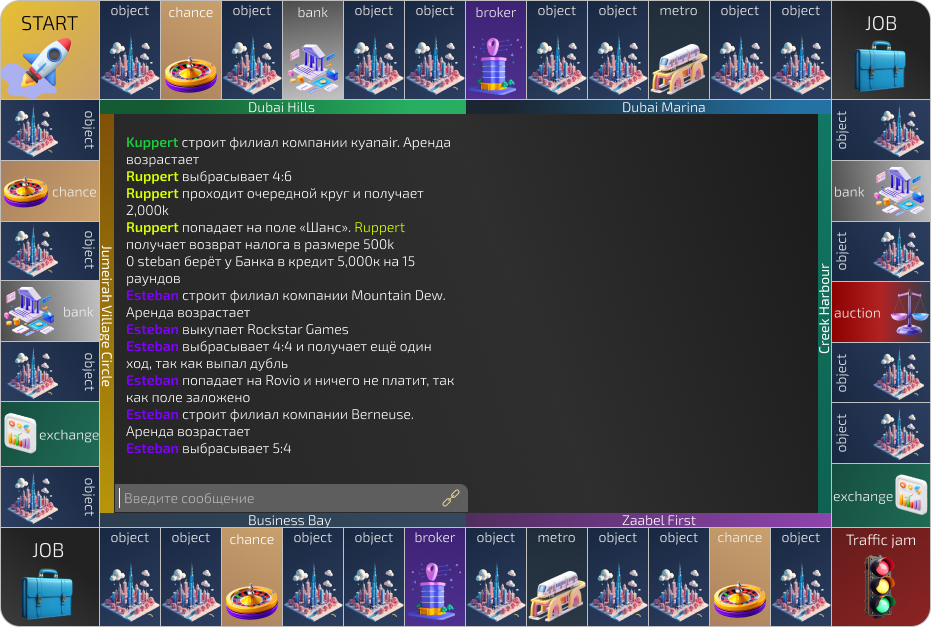 START
object
chance
object
bank
object
object
broker
object
object
metro
object
object
JOB
Dubai Hills
Dubai Marina
object
chance
object
bank
object
exchange
object
Jumeirah Village Circle
Kuppert строит филиал компании kyanair. Аренда
возрастает
Ruppert выбрасывает 4:6
Ruppert проходит очередной круг и получает
2,000k
Ruppert попадает на поле «Шанс». Ruppert
получает возврат налога в размере 500k
0 steban берёт у Банка в кредит 5,000к на 15
раундов
Esteban строит филиал компании Mountain Dew.
Аренда возрастает
Esteban выкупает Rockstar Games
Esteban выбрасывает 4:4 и получает ещё один
ход, так как выпал дубль
Esteban попадает на Rovio и ничего не платит, так
как поле заложено
Esteban строит филиал компании Berneuse.
Аренда возрастает
Esteban выбрасывает 5:4
Введите сообщение
Creek Harbour
object
bank
object
auction
object
object
exchange
Business Bay
Zaabel First
JOB
object
object
chance
object
object
broker
object
metro
object
object
chance
object
Traffic jam